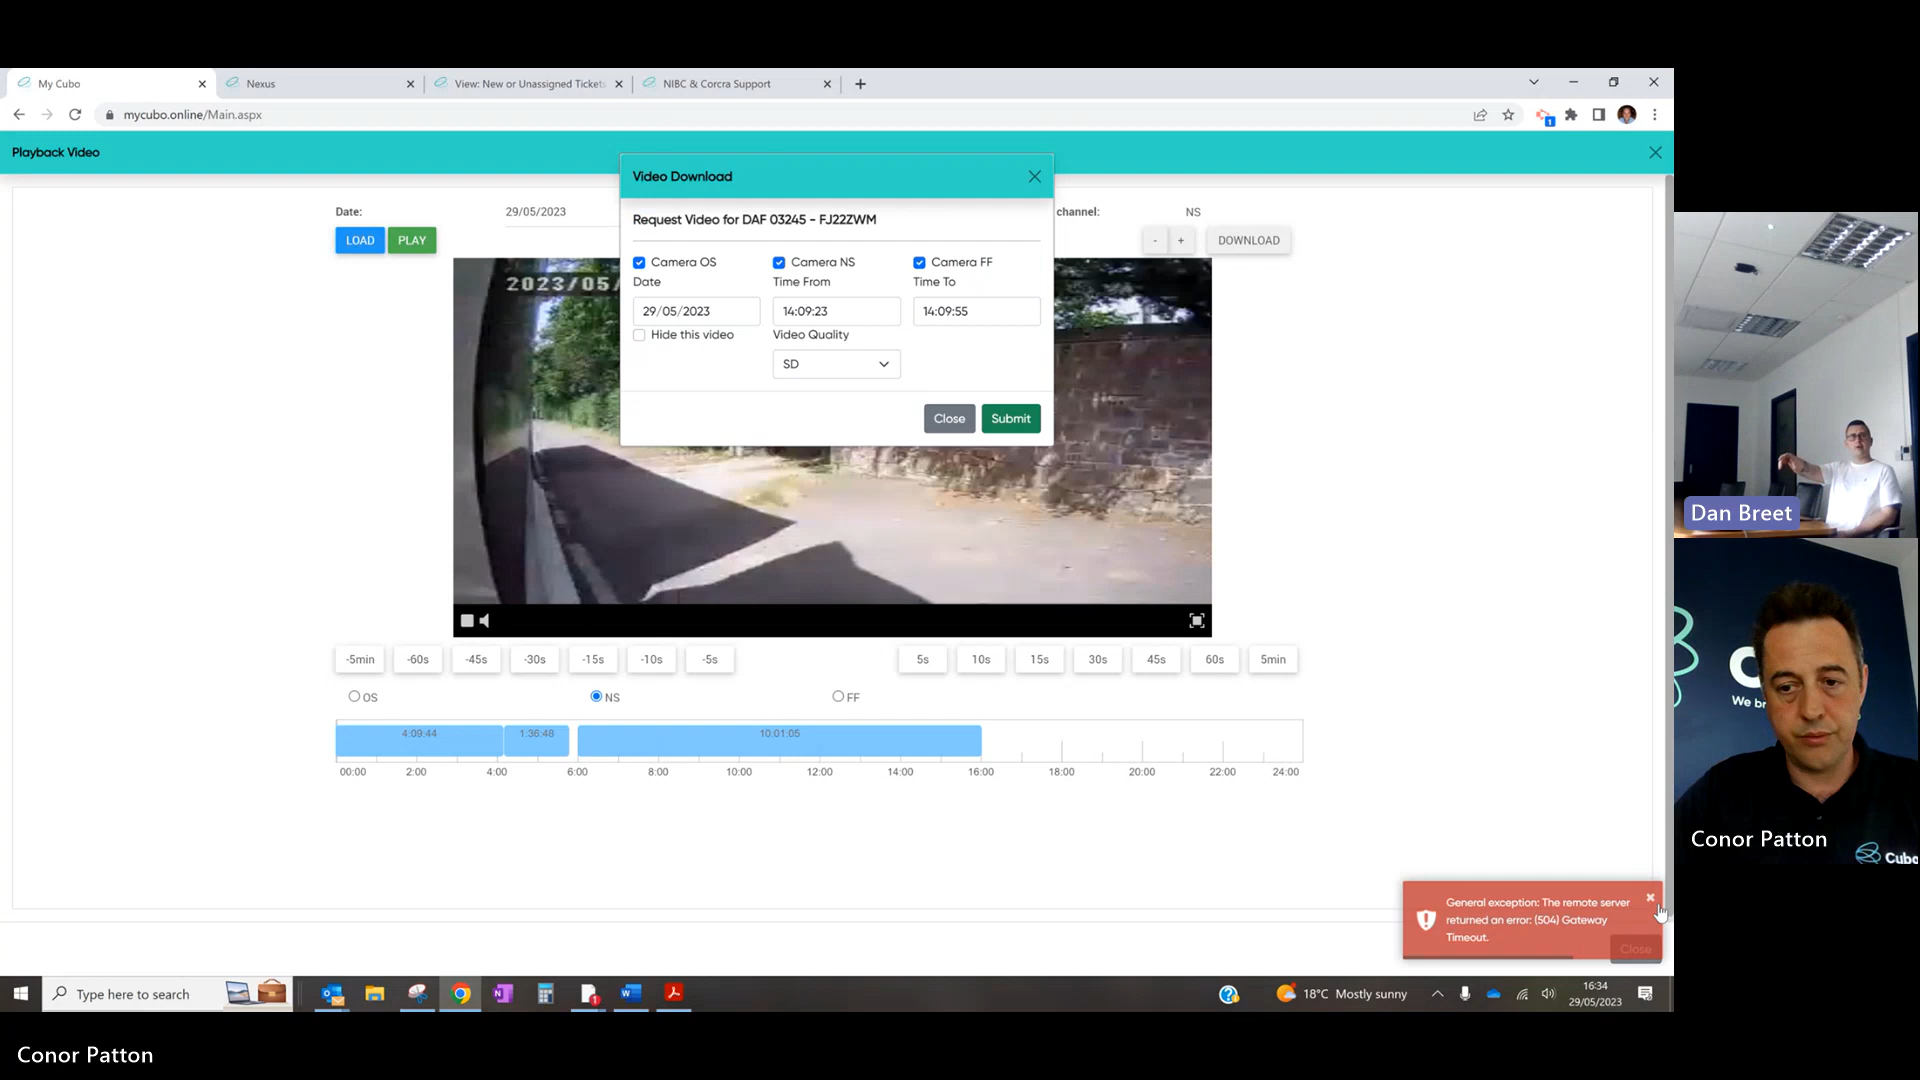 My Cubo
Nexus
View: New or Unassigned Tickets
NIBC & Corcra Support
mycubo.online/Main.aspx
Playback Video
Video Download
Request Video for DAF 03245 - FJ22ZWM
Date:
29/05/2023
channel:
NS
LOAD
PLAY
-
+
DOWNLOAD
Camera OS
Camera NS
Camera FF
Date
Time From
Time To
29/05/2023
14:09:23
14:09:55
Hide this video
Video Quality
SD
Close
Submit
2023/05/
Dan Breet
-5min
-60s
-45s
-30s
-15s
-10s
-5s
5s
10s
15s
30s
45s
60s
5min
OS
NS
FF
4:09:44
1:36:48
10:01:05
00:00
2:00
4:00
6:00
8:00
10:00
12:00
14:00
16:00
18:00
20:00
22:00
24:00
We
Conor Patton
Cubo
General exception: The remote server
returned an error: (504) Gateway
Timeout.
Close
Type here to search
18°C Mostly sunny
16:34
29/05/2023
Conor Patton